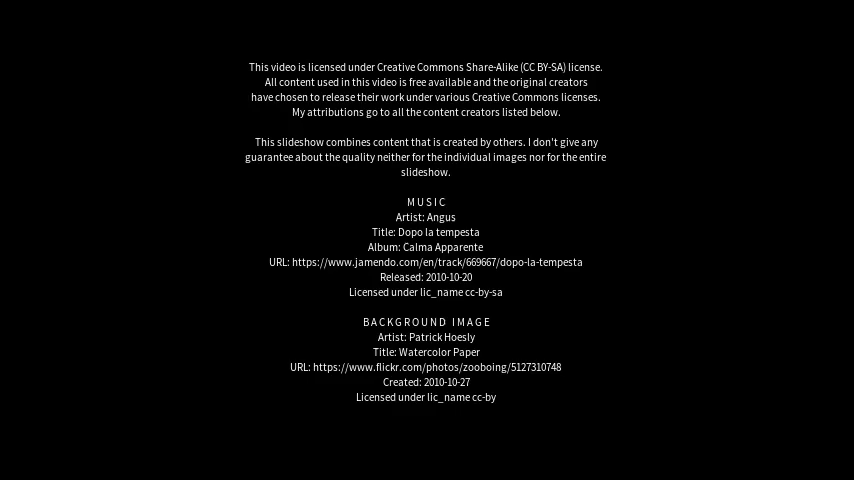 This video is licensed under Creative Commons Share-Alike (CC BY-SA) license.
All content used in this video is free available and the original creators
have chosen to release their work under various Creative Commons licenses.
My attributions go to all the content creators listed below.
This slideshow combines content that is created by others. I don't give any
guarantee about the quality neither for the individual images nor for the entire
slideshow.
MUSIC
Artist: Angus
Title: Dopo la tempesta
Album: Calma Apparente
URL: https://www.jamendo.com/en/track/669667/dopo-la-tempesta
Released: 2010-10-20
Licensed under lic_name cc-by-sa
BACKGROUND IMAGE
Artist: Patrick Hoesly
Title: Watercolor Paper
URL: https://www.flickr.com/photos/zooboing/5127310748
Created: 2010-10-27
Licensed under lic_name cc-by